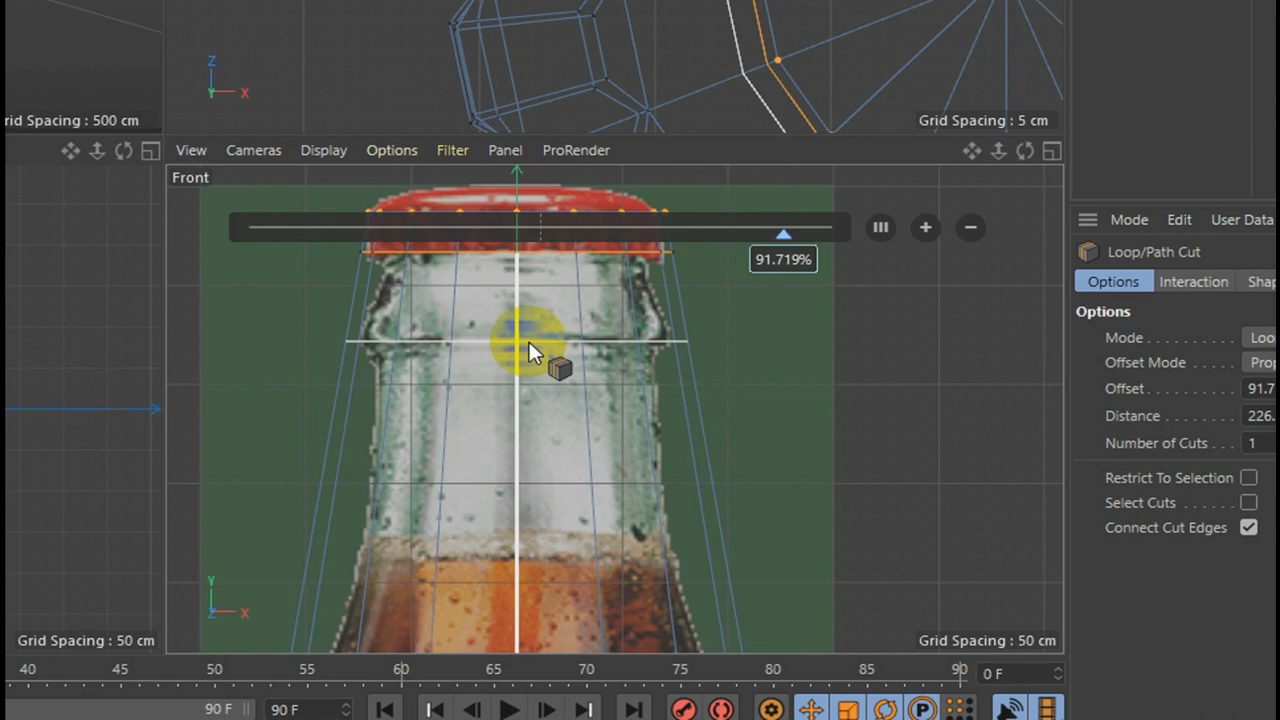 Z
Y X
rid Spacing : 500 cm
Grid Spacing : 5 cm
View Cameras Display Options Filter Panel ProRender
Front
91.719%
Mode Edit User Data
Loop/Path Cut
Options Interaction Shap
Options
Mode Loo
Offset Mode Prop
Offset 91.7
Distance 226.
Number of Cuts 1
Restrict To Selection
Select Cuts
Connect Cut Edges
Y
Z X
Grid Spacing : 50 cm
Grid Spacing : 50 cm
40 45 50 55 60 65 70 75 80 85 90
0 F
90 F
90 F
P